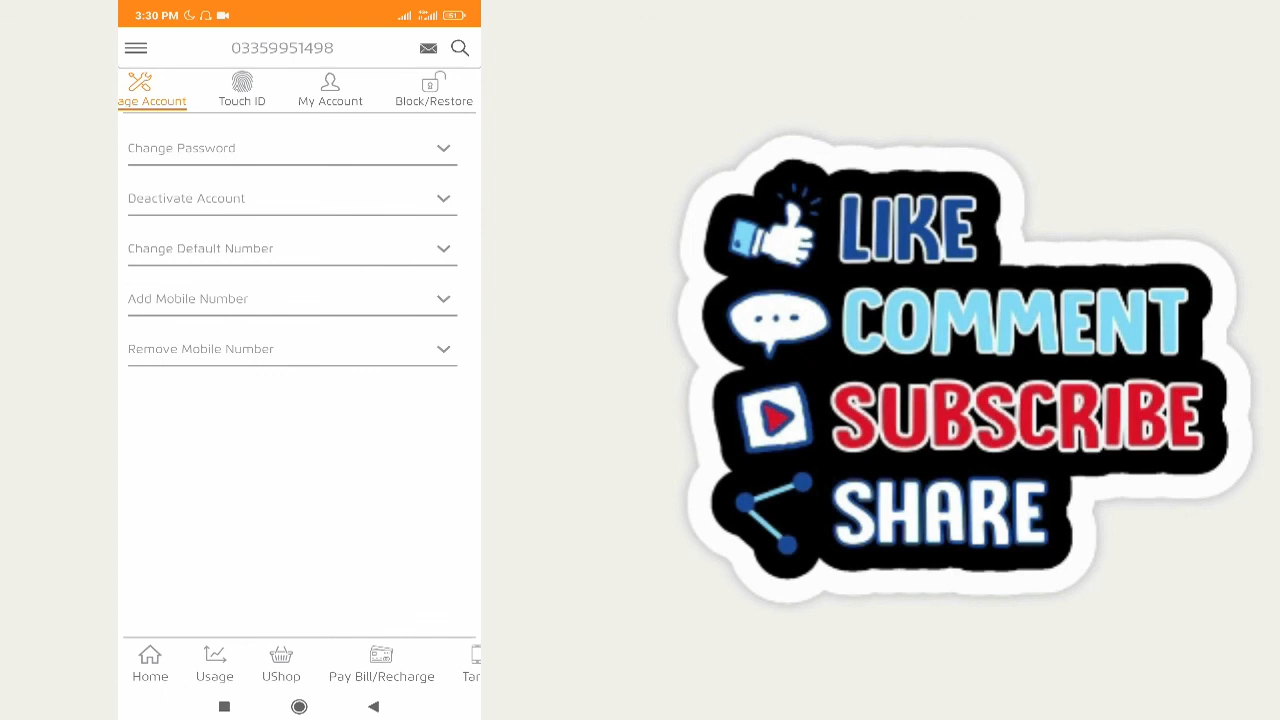 3:30 PM
51
03359951498
age Account Touch ID My Account Block/Restore
Change Password
Deactivate Account
Change Default Number
Add Mobile Number
Remove Mobile Number
Home Usage UShop Pay Bill/Recharge Tar
LIKE
COMMENT
SUBSCRIBE
SHARE